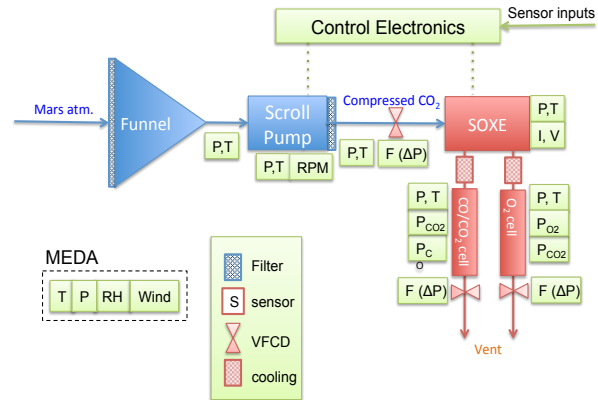 Sensor inputs
Control Electronics
Mars atm.
Funnel
P,T
Scroll
Pump
P,T RPM
Compressed CO2
P,T
F (ΔP)
SOXE
P,T
I, V
CO/CO2 cell
P, T
PCO2
P_C
O
F (ΔP)
O2 cell
P, T
PO2
PCO2
F (ΔP)
Vent
MEDA
T P RH Wind
Filter
S sensor
VFCD
cooling